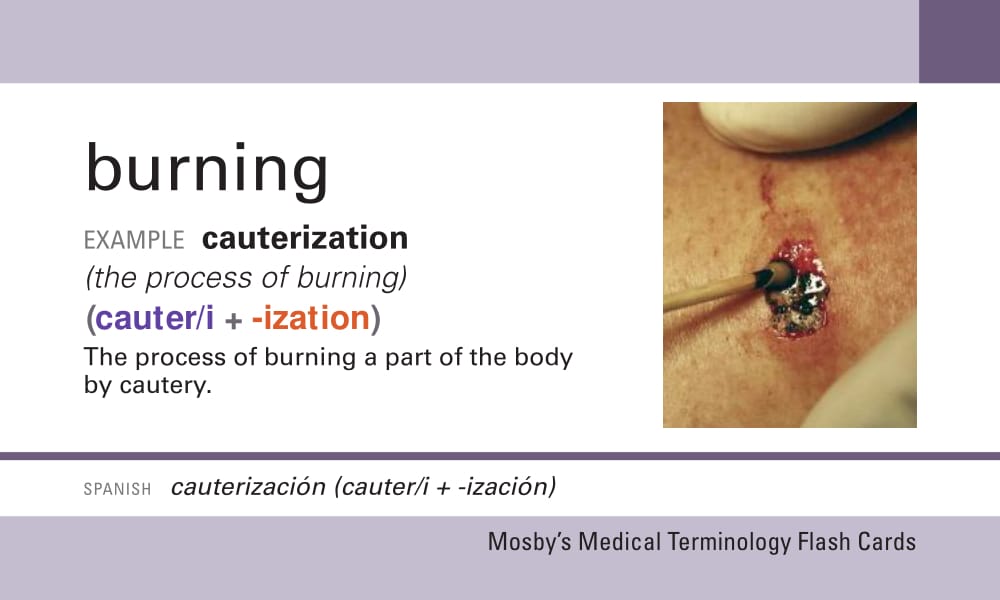 burning
EXAMPLE cauterization
(the process of burning)
(cauter/i + -ization)
The process of burning a part of the body
by cautery.
SPANISH cauterización (cauter/i + -ización)
Mosby's Medical Terminology Flash Cards